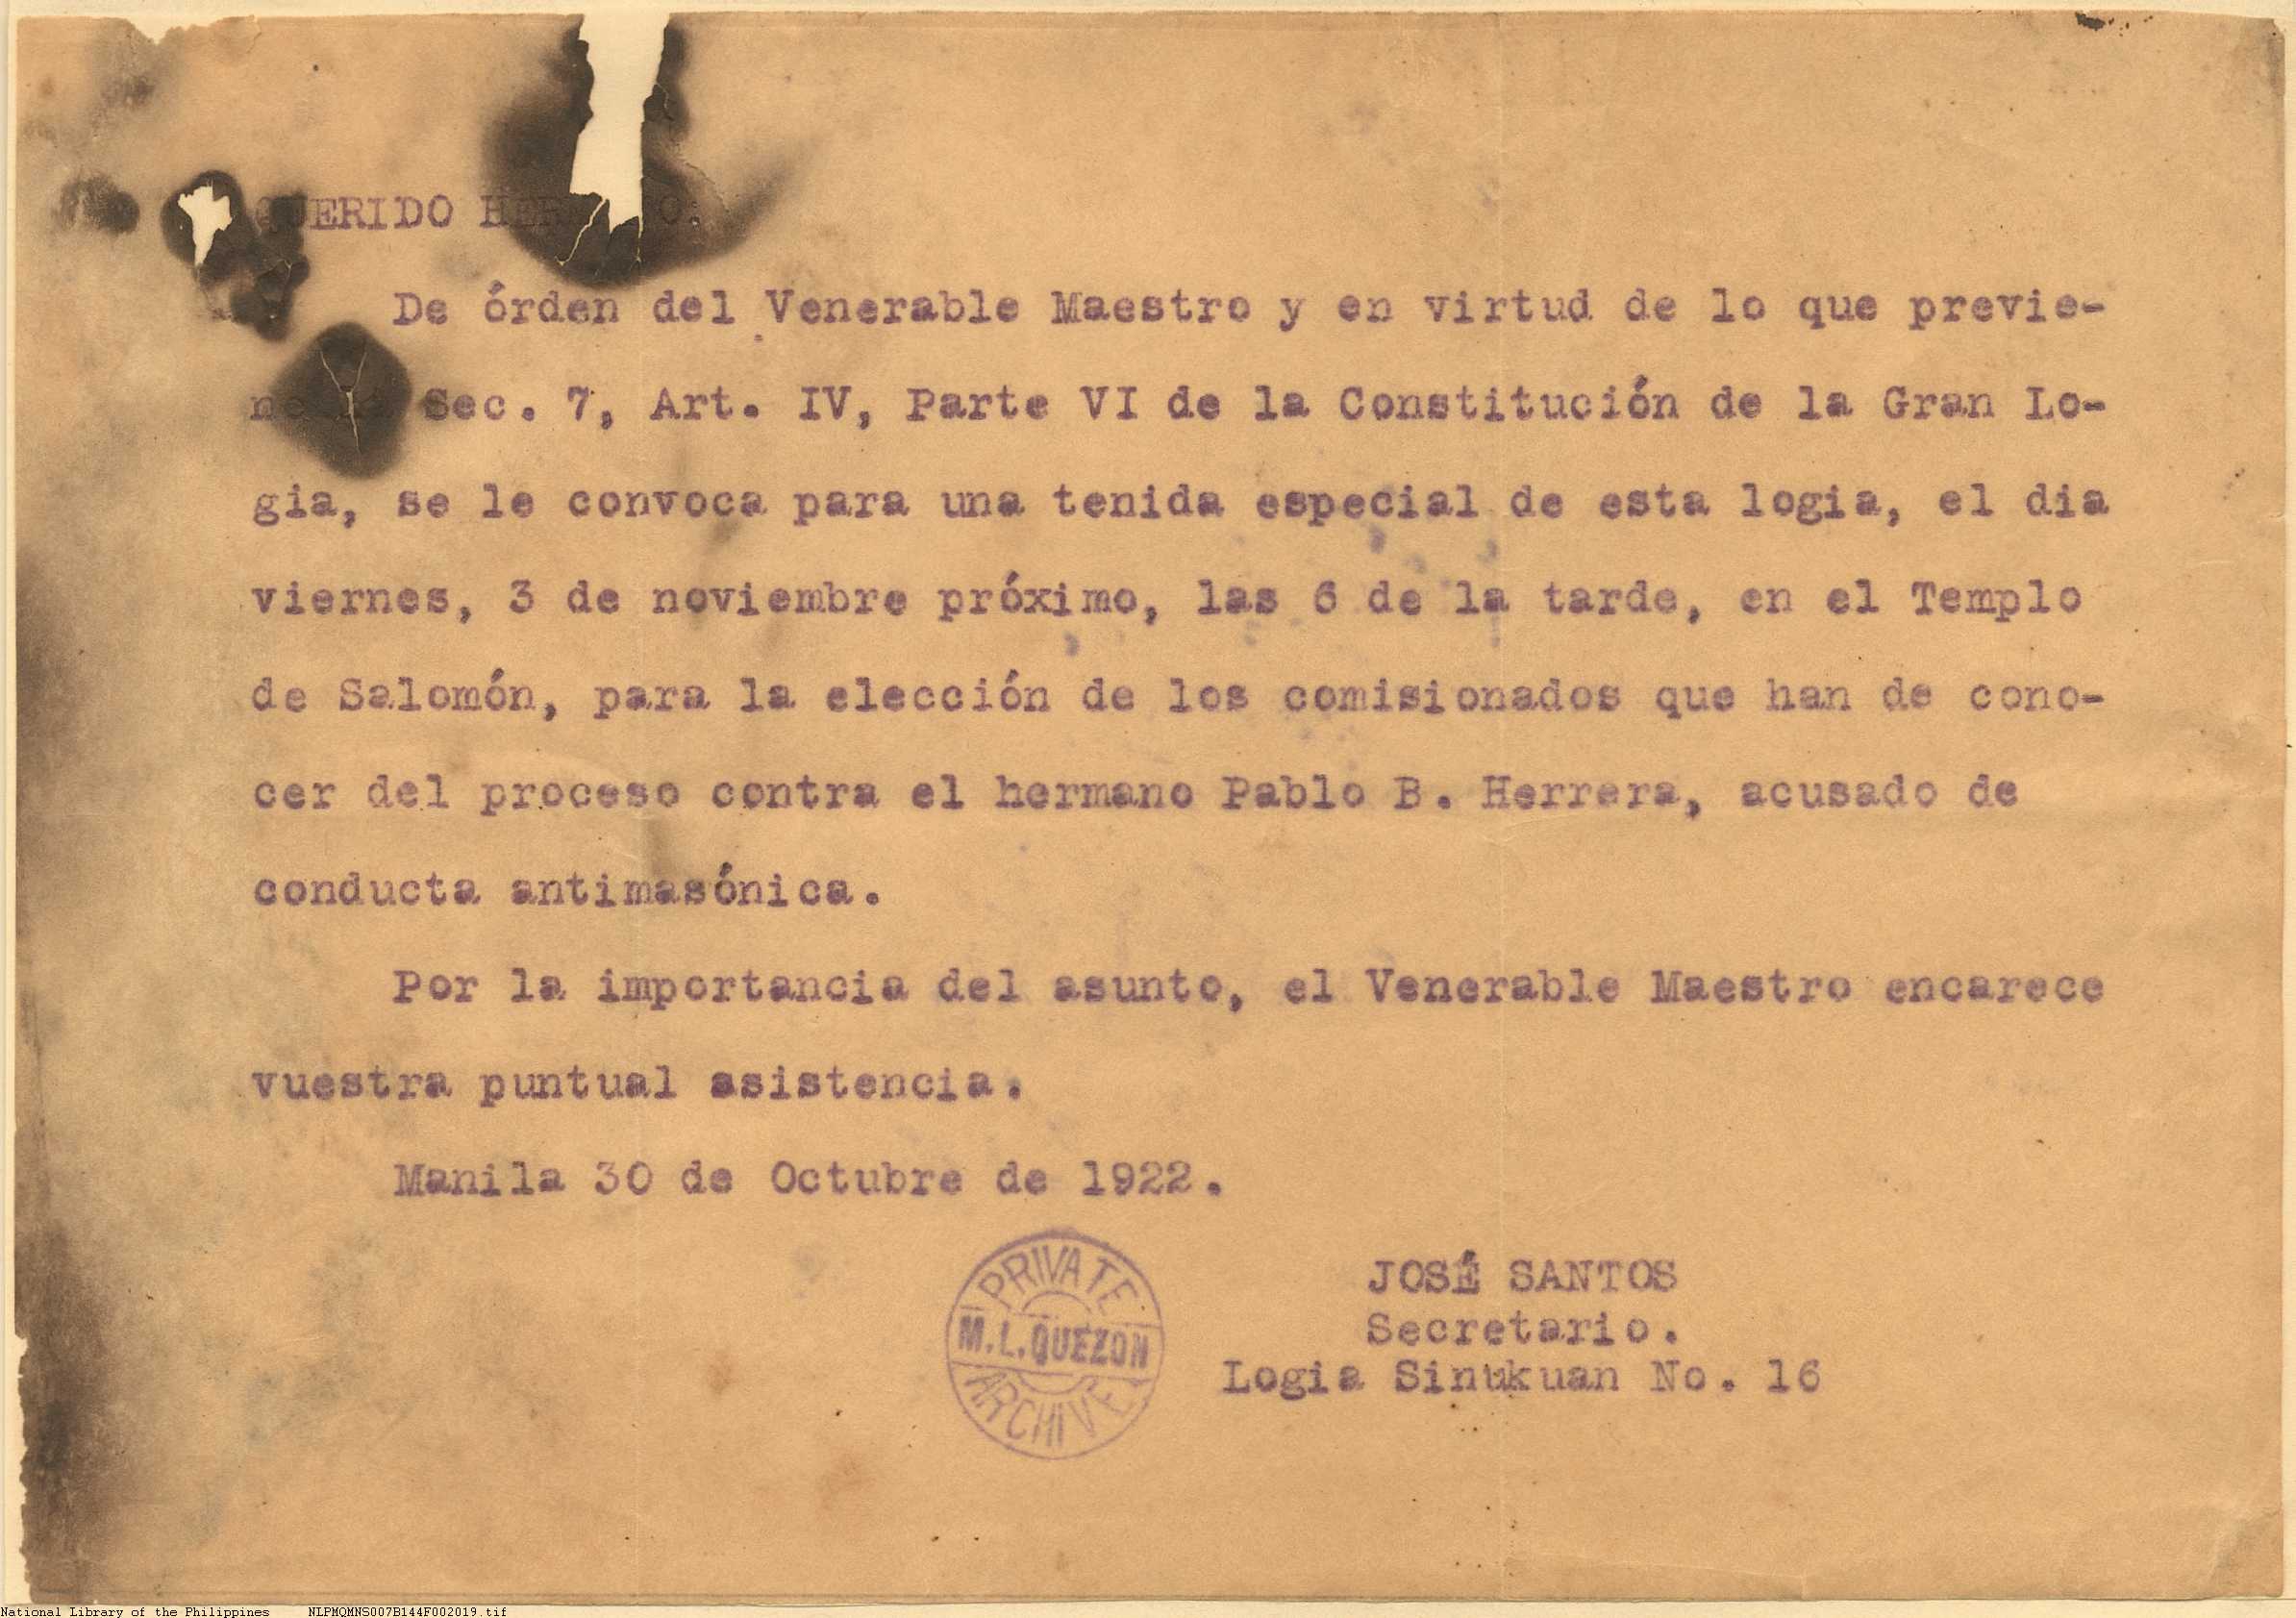 QUERIDO HERMANO:
De órden del Venerable Maestro y en virtud de lo que previe-
ne la Sec. 7, Art. IV, Parte VI de la Constitución de la Gran Lo-
gia, se le convoca para una tenida especial de esta logia, el dia
viernes, 3 de noviembre próximo, las 6 de la tarde, en el Templo
de Salomón, para la elección de los comisionados que han de cono-
cer del proceso contra el hermano Pablo B. Herrera, acusado de
conducta antimasónica.
Por la importancia del asunto, el Venerable Maestro encarece
vuestra puntual asistencia.
Manila 30 de Octubre de 1922.
PRIVATE
M.L.QUEZON
ARCHIVES
JOSÉ SANTOS
Secretario.
Logia Sinukuan No. 16
National Library of the Philippines NLPMQMNS007B144F002019.tif